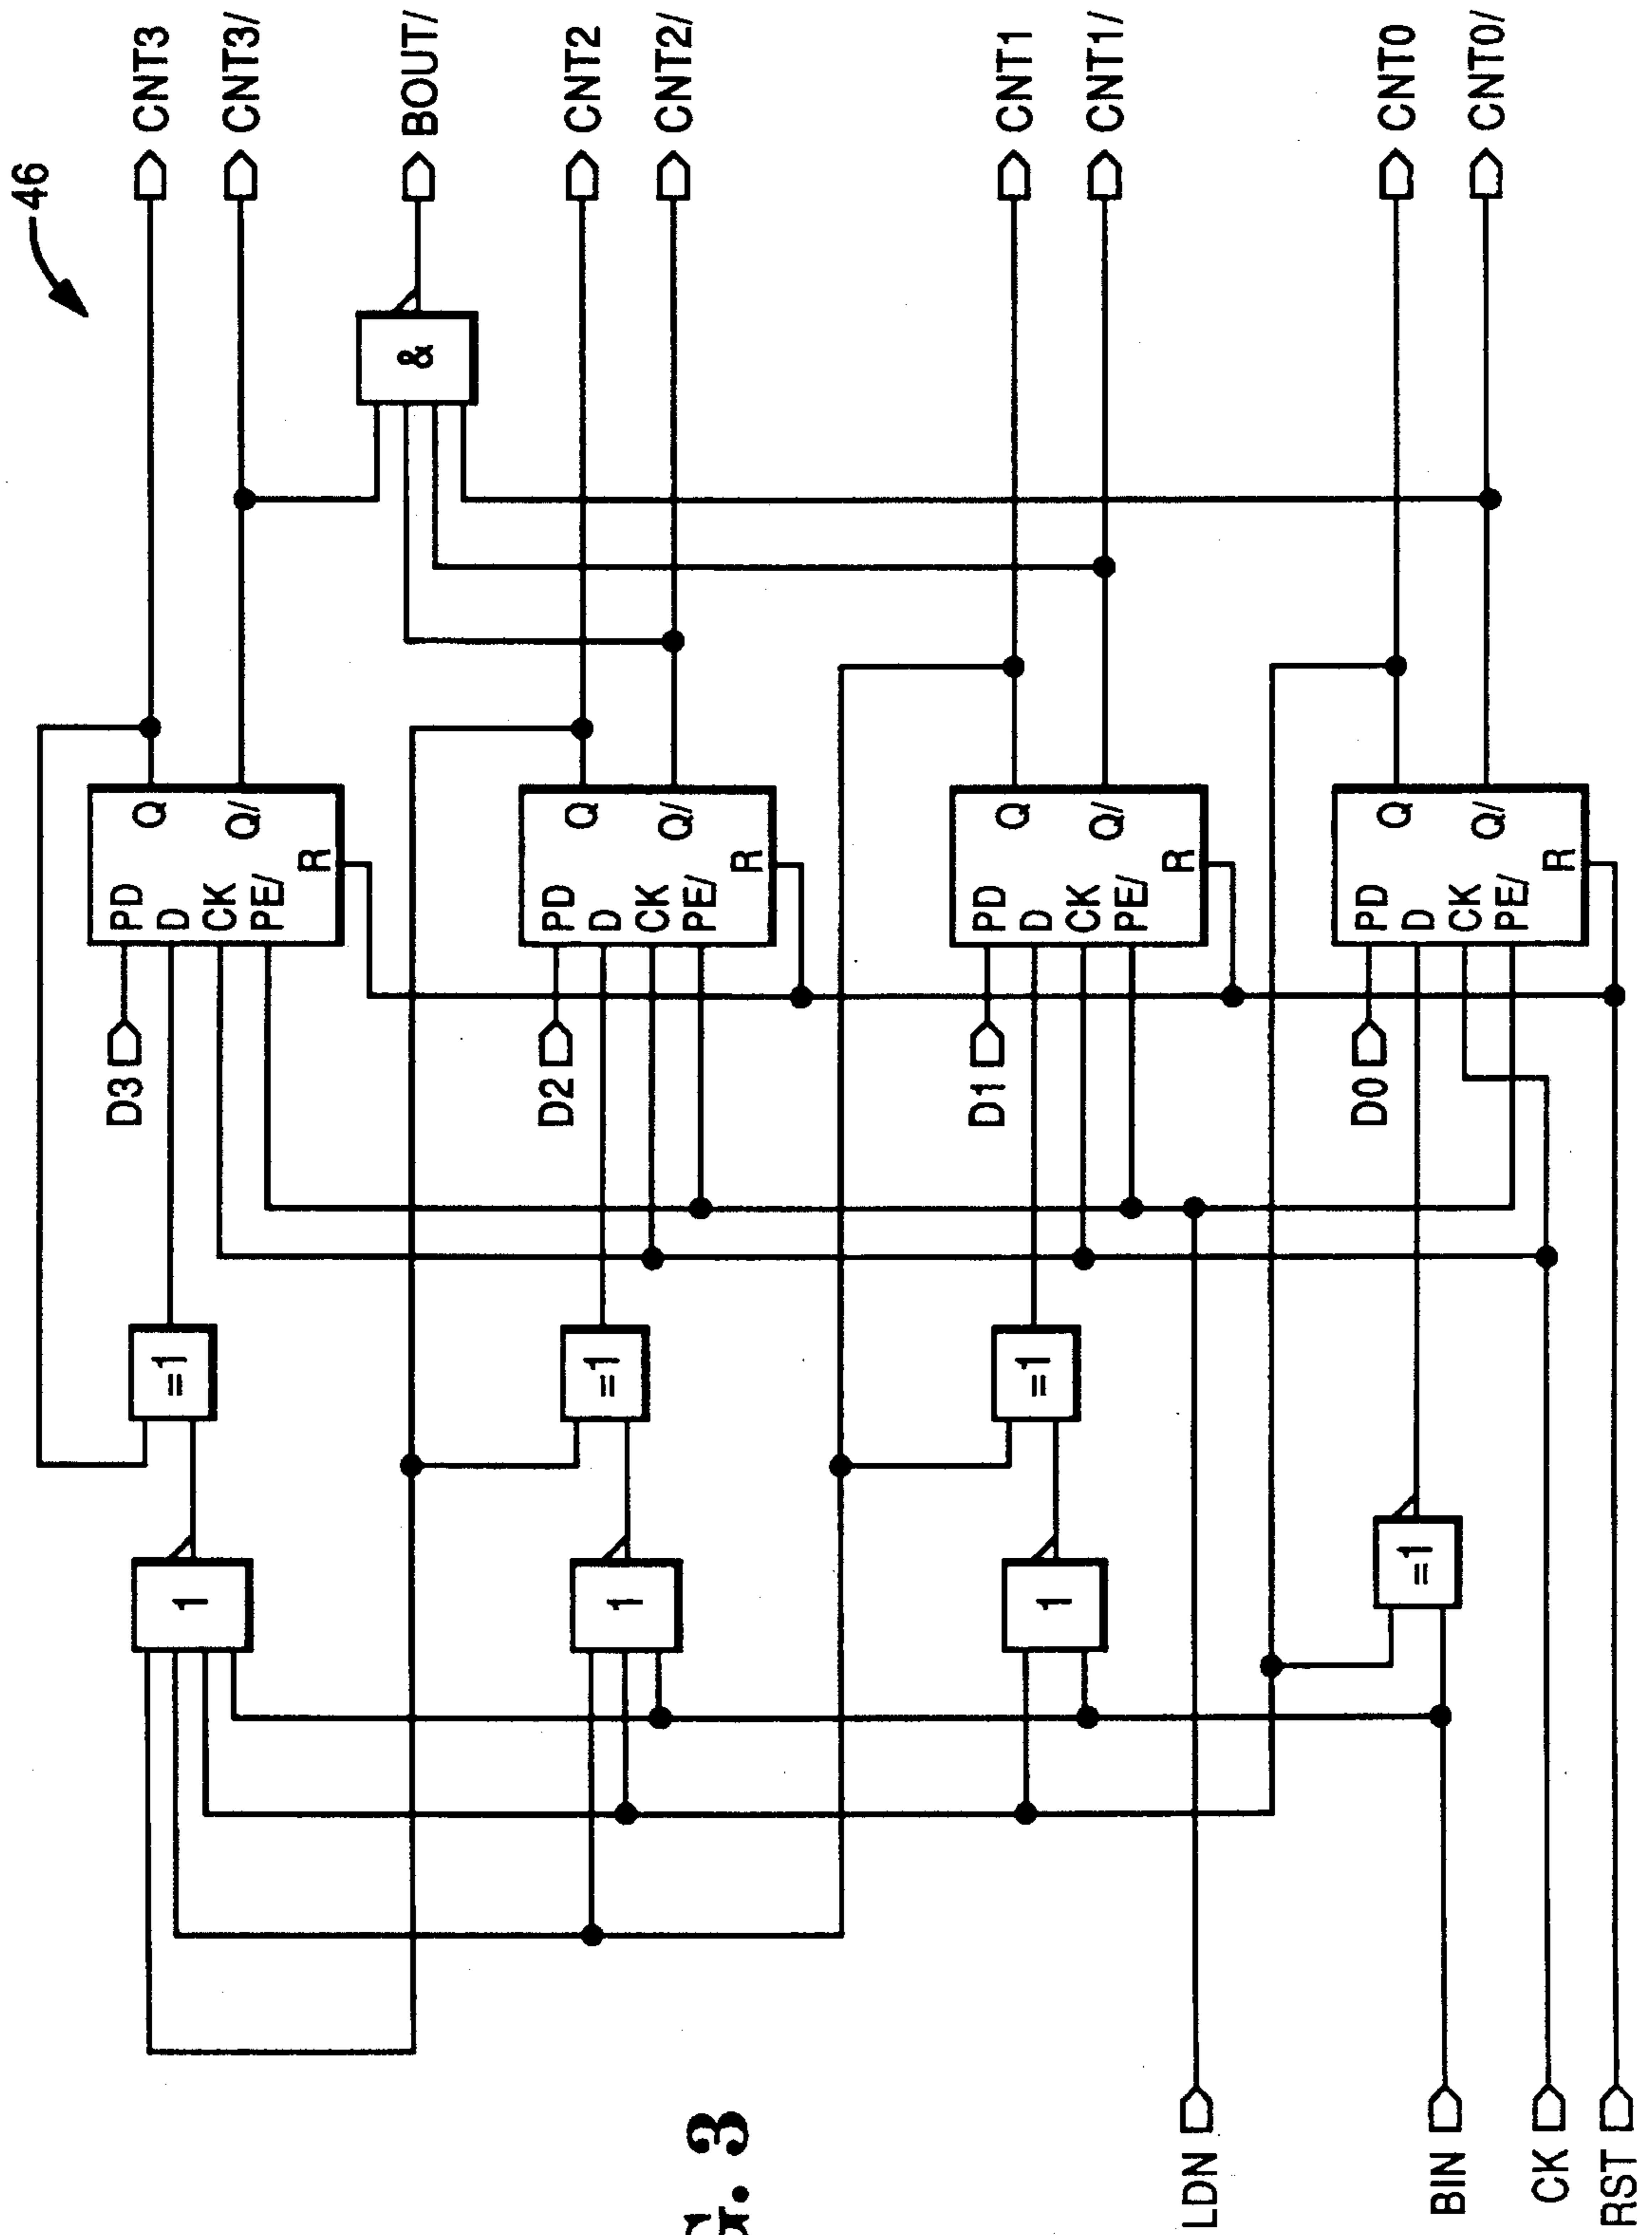 46
CNT3
CNT3/
BOUT/
CNT2
CNT2/
CNT1
CNT1/
CNT0
CNT0/
&
Q
Q/
PD
D
CK
PE/
R
D3
Q
Q/
PD
D
CK
PE/
R
D2
Q
Q/
PD
D
CK
PE/
R
D1
Q
Q/
PD
D
CK
PE/
R
D0
=1
=1
=1
=1
1
1
1
LDN
BIN
CK
RST
G. 3